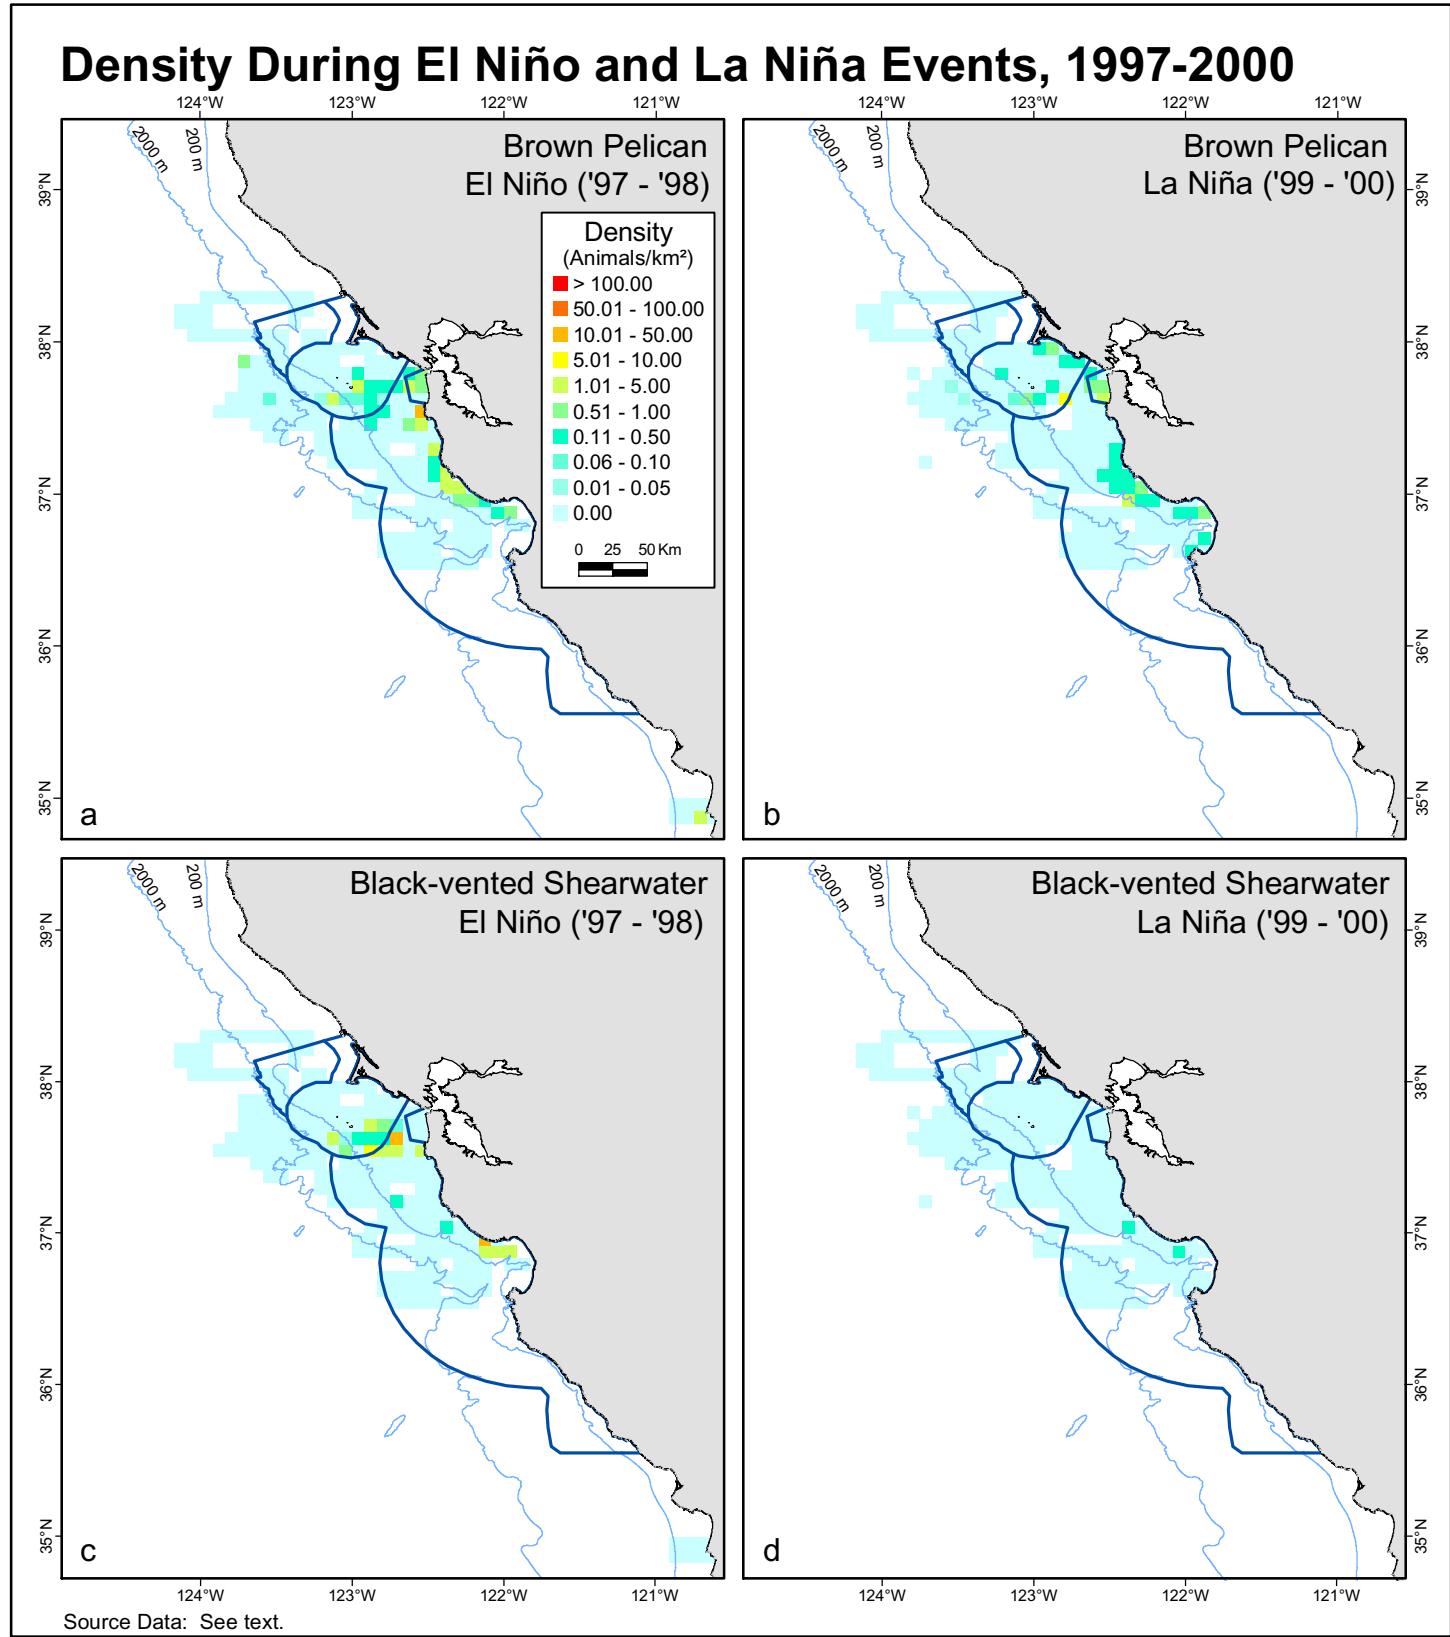 Density During El Niño and La Niña Events, 1997-2000
124°W 123°W 122°W 121°W 124°W 123°W 122°W 121°W
2000 m
200 m
Brown Pelican
El Niño ('97 - '98)
39°N
38°N
37°N
36°N
35°N
Density
(Animals/km²)
> 100.00
50.01 - 100.00
10.01 - 50.00
5.01 - 10.00
1.01 - 5.00
0.51 - 1.00
0.11 - 0.50
0.06 - 0.10
0.01 - 0.05
0.00
0 25 50 Km
a
2000 m
200 m
Brown Pelican
La Niña ('99 - '00)
39°N
38°N
37°N
36°N
35°N
b
2000 m
200 m
Black-vented Shearwater
El Niño ('97 - '98)
39°N
38°N
37°N
36°N
35°N
c
2000 m
200 m
Black-vented Shearwater
La Niña ('99 - '00)
39°N
38°N
37°N
36°N
35°N
d
124°W 123°W 122°W 121°W 124°W 123°W 122°W 121°W
Source Data: See text.